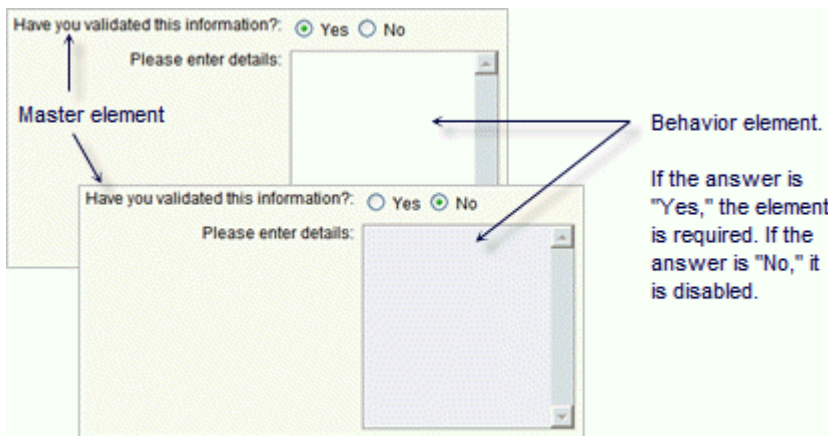 Have you validated this information?: Yes No
Please enter details:
Master element
Behavior element.
If the answer is
"Yes," the element
is required. If the
answer is "No," it
is disabled.
Have you validated this information?: Yes No
Please enter details: